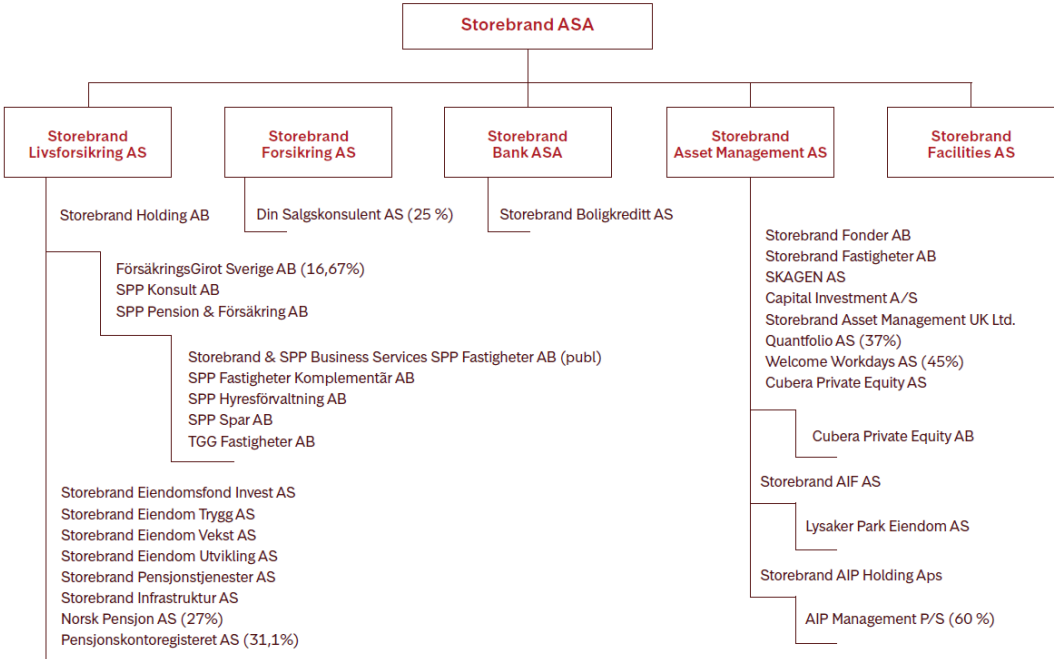 Storebrand ASA
Storebrand
Livsforsikring AS
Storebrand
Forsikring AS
Storebrand
Bank ASA
Storebrand
Asset Management AS
Storebrand
Facilities AS
Storebrand Holding AB
FörsäkringsGirot Sverige AB (16,67%)
SPP Konsult AB
SPP Pension & Försäkring AB
Storebrand & SPP Business Services SPP Fastigheter AB (publ)
SPP Fastigheter Komplementär AB
SPP Hyresförvaltning AB
SPP Spar AB
TGG Fastigheter AB
Storebrand Eiendomsfond Invest AS
Storebrand Eiendom Trygg AS
Storebrand Eiendom Vekst AS
Storebrand Eiendom Utvikling AS
Storebrand Pensjonstjenester AS
Storebrand Infrastruktur AS
Norsk Pensjon AS (27%)
Pensjonskontoregisteret AS (31,1%)
Din Salgskonsulent AS (25 %)
Storebrand Boligkreditt AS
Storebrand Fonder AB
Storebrand Fastigheter AB
SKAGEN AS
Capital Investment A/S
Storebrand Asset Management UK Ltd.
Quantfolio AS (37%)
Welcome Workdays AS (45%)
Cubera Private Equity AS
Cubera Private Equity AB
Storebrand AIF AS
Lysaker Park Eiendom AS
Storebrand AIP Holding Aps
AIP Management P/S (60 %)